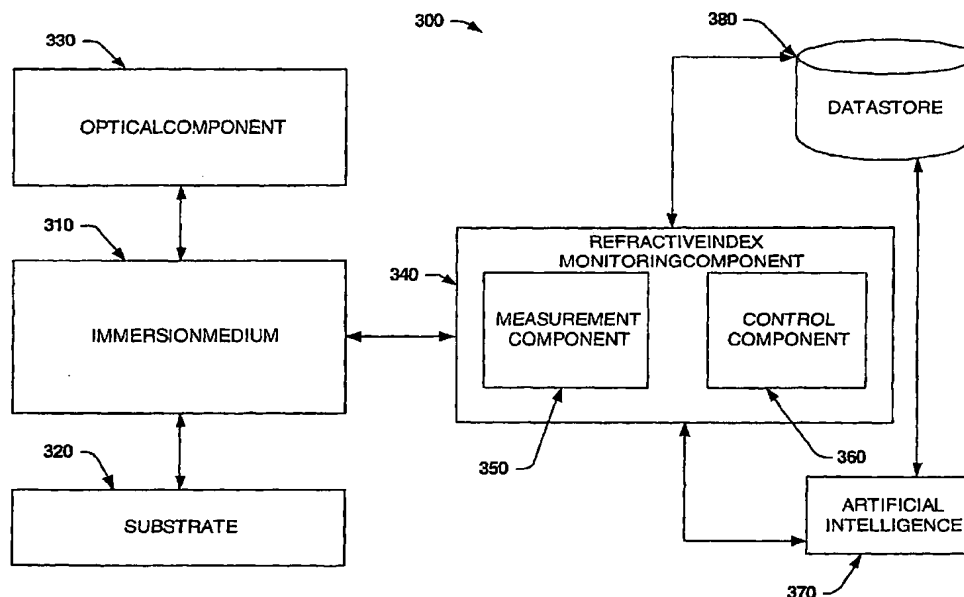 330
300
380
OPTICALCOMPONENT
DATASTORE
310
340
REFRACTIVEINDEX
MONITORINGCOMPONENT
IMMERSIONMEDIUM
MEASUREMENT
COMPONENT
CONTROL
COMPONENT
320
350
360
SUBSTRATE
ARTIFICIAL
INTELLIGENCE
370